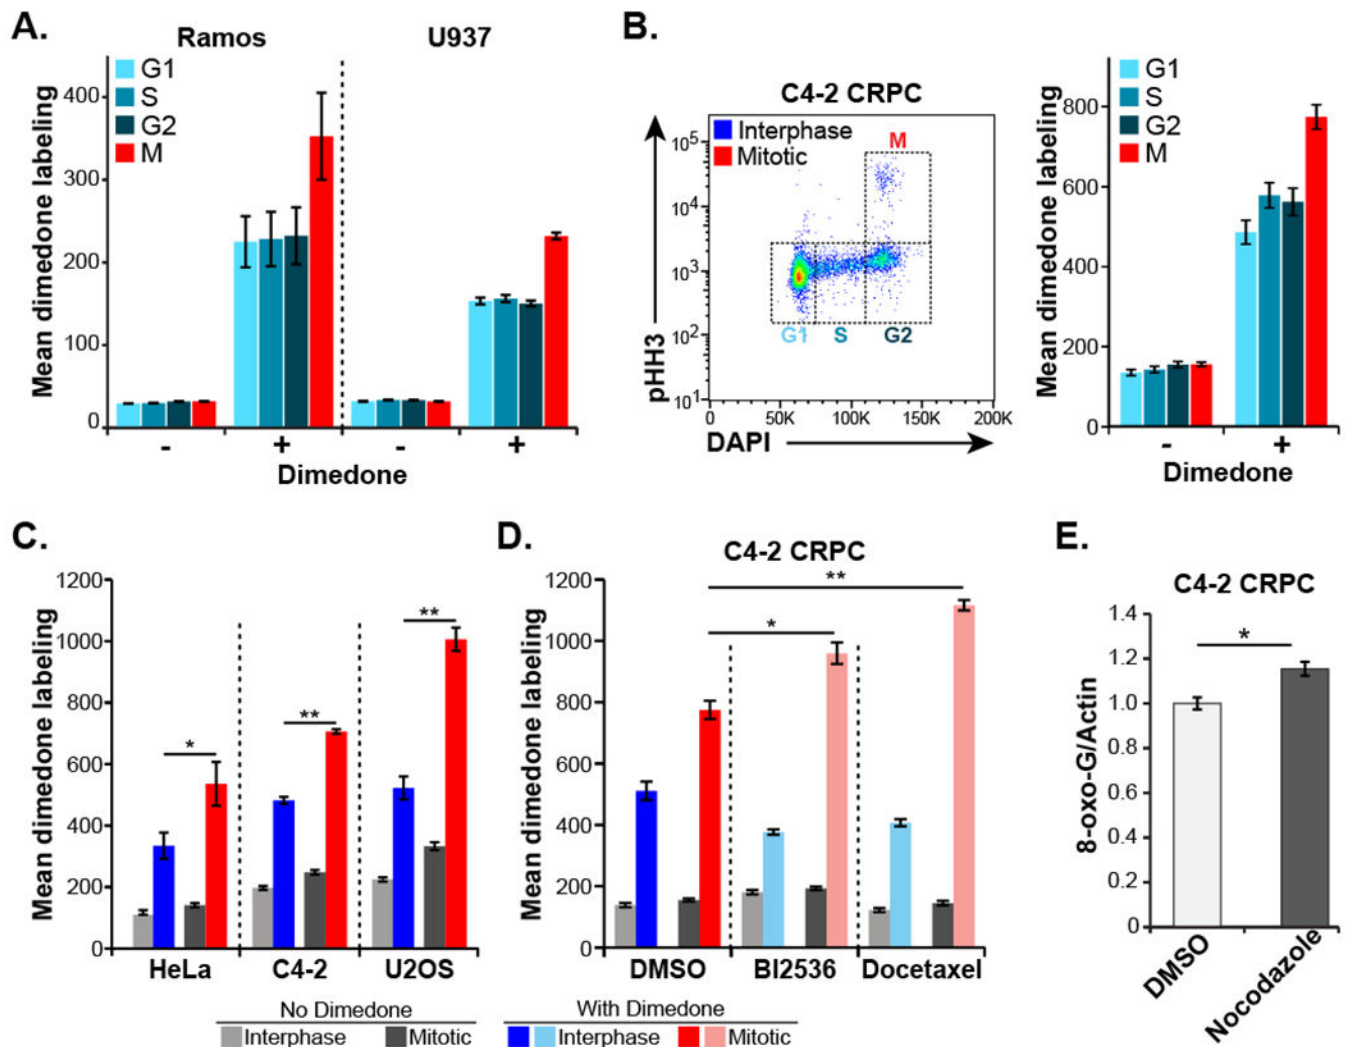 A.
Ramos
U937
G1
S
G2
M
Mean dimedone labeling
400
300
200
100
0
- + - +
Dimedone
B.
C4-2 CRPC
Interphase
Mitotic
M
G1 S G2
pHH3
10^5
10^4
10^3
10^2
10^1
0 50K 100K 150K 200K
DAPI
G1
S
G2
M
Mean dimedone labeling
800
600
400
200
0
- +
Dimedone
C.
Mean dimedone labeling
1200
1000
800
600
400
200
0
* ** **
HeLa C4-2 U2OS
D.
C4-2 CRPC
Mean dimedone labeling
1200
1000
800
600
400
200
0
**
*
DMSO BI2536 Docetaxel
No Dimedone With Dimedone
Interphase Mitotic Interphase Mitotic
E.
C4-2 CRPC
8-oxo-G/Actin
1.4
1.2
1.0
0.8
0.6
0.4
0.2
0
*
DMSO
Nocodazole